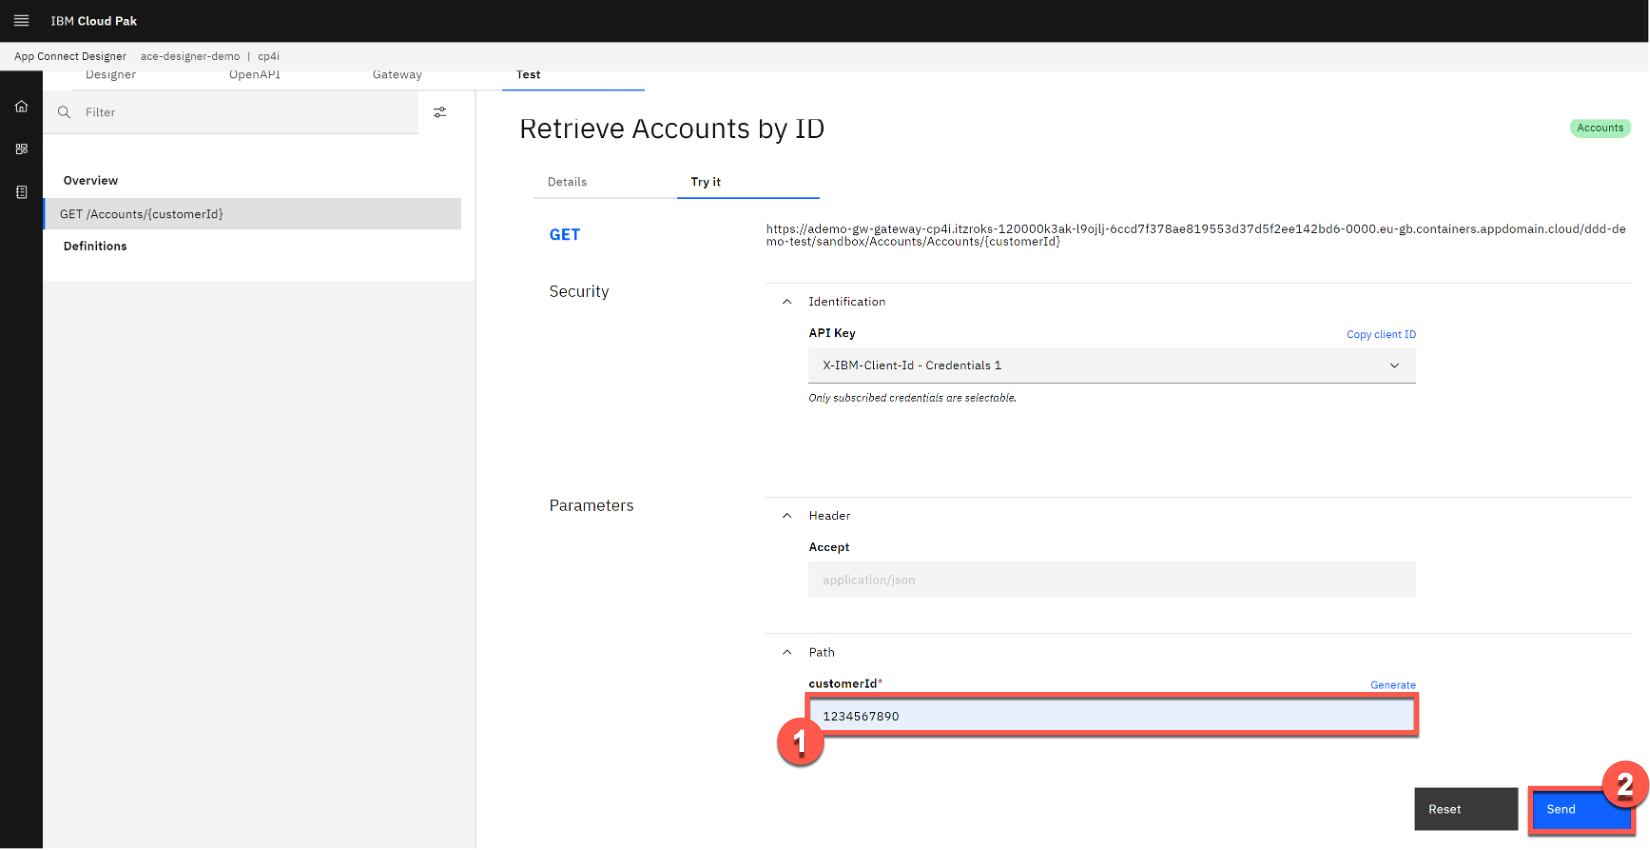 IBM Cloud Pak
App Connect Designer ace-designer-demo | cp4i
Designer OpenAPI Gateway Test
Filter
Overview
GET /Accounts/{customerId}
Definitions
Retrieve Accounts by ID
Accounts
Details Try it
GET
https://ademo-gw-gateway-cp4i.itzroks-120000k3ak-l9ojlj-6ccd7f378ae819553d37d5f2ee142bd6-0000.eu-gb.containers.appdomain.cloud/ddd-de
mo-test/sandbox/Accounts/Accounts/{customerId}
Security
Identification
API Key Copy client ID
X-IBM-Client-Id - Credentials 1
Only subscribed credentials are selectable.
Parameters
Header
Accept
application/json
Path
customerId* Generate
1234567890
1
2
Reset Send